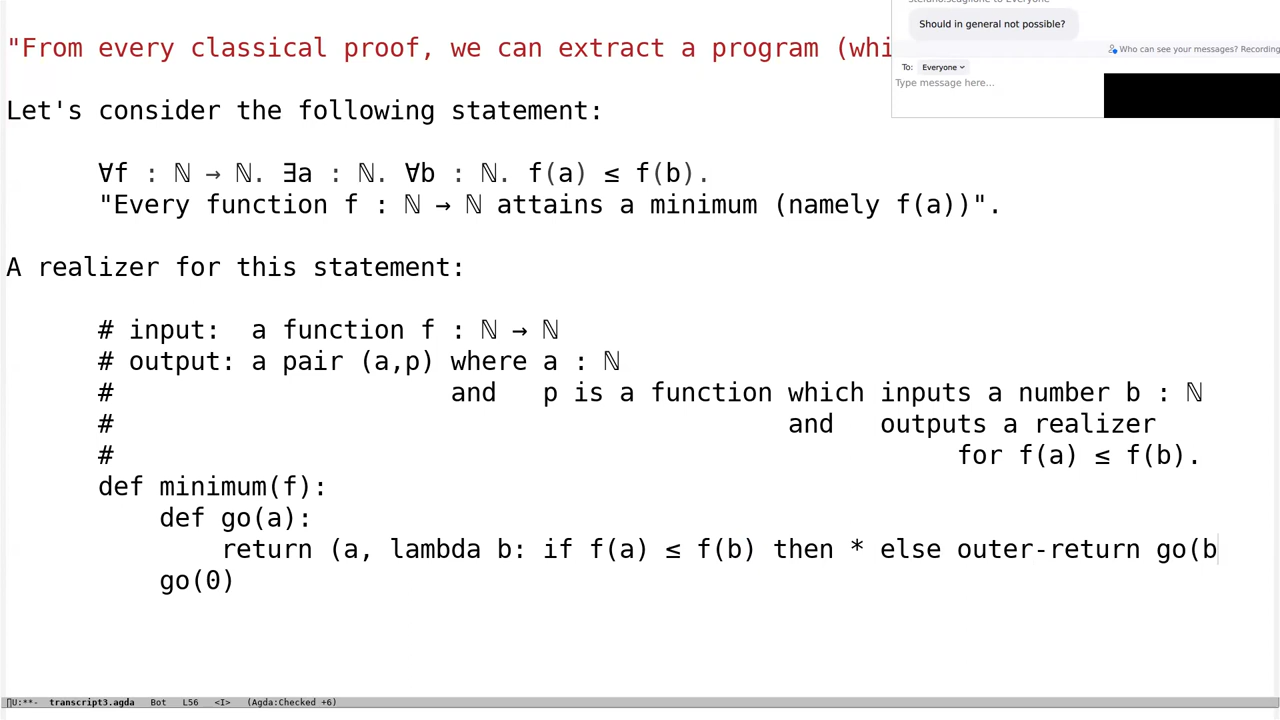 "From every classical proof, we can extract a program (whi
Should in general not possible?
Who can see your messages? Recording
To: Everyone
Type message here...
Let's consider the following statement:
∀f : ℕ → ℕ. ∃a : ℕ. ∀b : ℕ. f(a) ≤ f(b).
"Every function f : ℕ → ℕ attains a minimum (namely f(a))".
A realizer for this statement:
# input:  a function f : ℕ → ℕ
# output: a pair (a,p) where a : ℕ
# and p is a function which inputs a number b : ℕ
# and outputs a realizer
# for f(a) ≤ f(b).
def minimum(f):
def go(a):
return (a, lambda b: if f(a) ≤ f(b) then * else outer-return go(b
go(0)
U:**- transcript3.agda Bot L56 <I> (Agda:Checked +6)